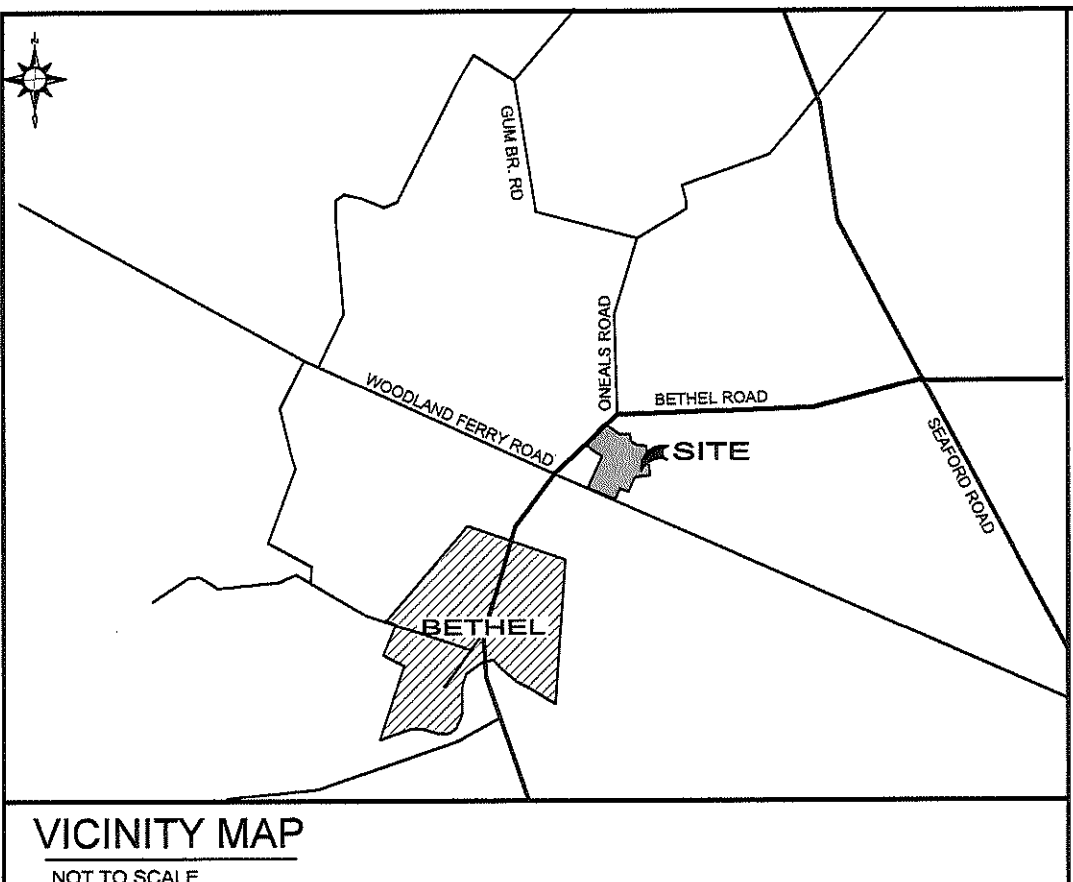 N
GUM BR. RD
ONEALS ROAD
WOODLAND FERRY ROAD
BETHEL ROAD
SITE
SEAFORD ROAD
BETHEL
VICINITY MAP
NOT TO SCALE